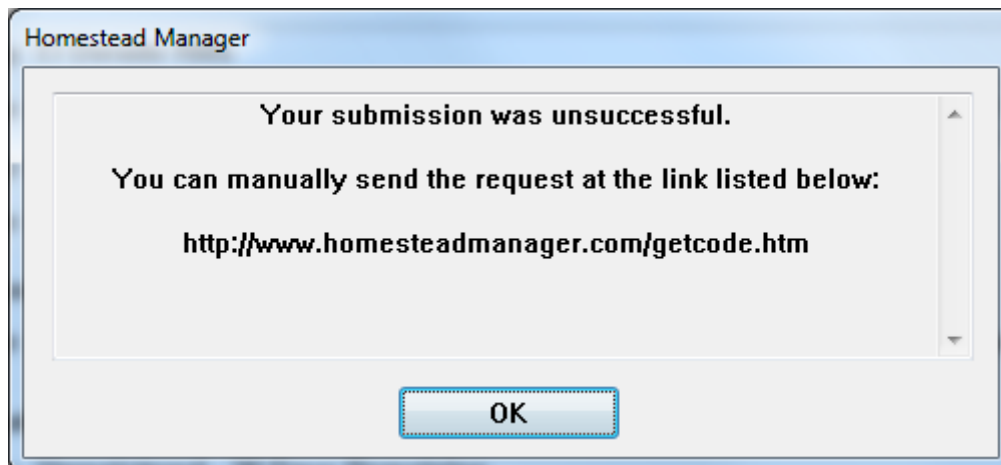 Homestead Manager
Your submission was unsuccessful.
You can manually send the request at the link listed below:
http://www.homesteadmanager.com/getcode.htm
OK